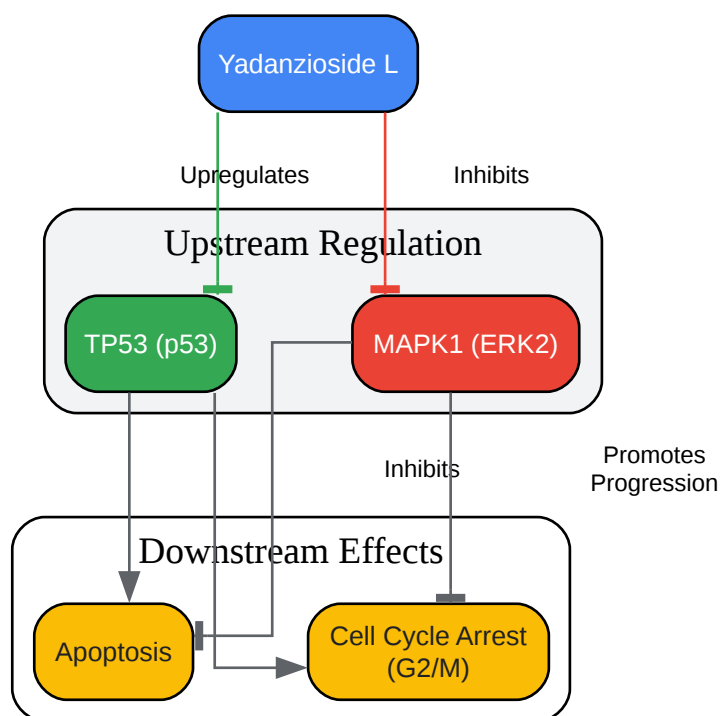 Yadanzioside L
Upregulates
Inhibits
Upstream Regulation
TP53 (p53)
MAPK1 (ERK2)
Inhibits
Promotes
Progression
Downstream Effects
Apoptosis
Cell Cycle Arrest
(G2/M)